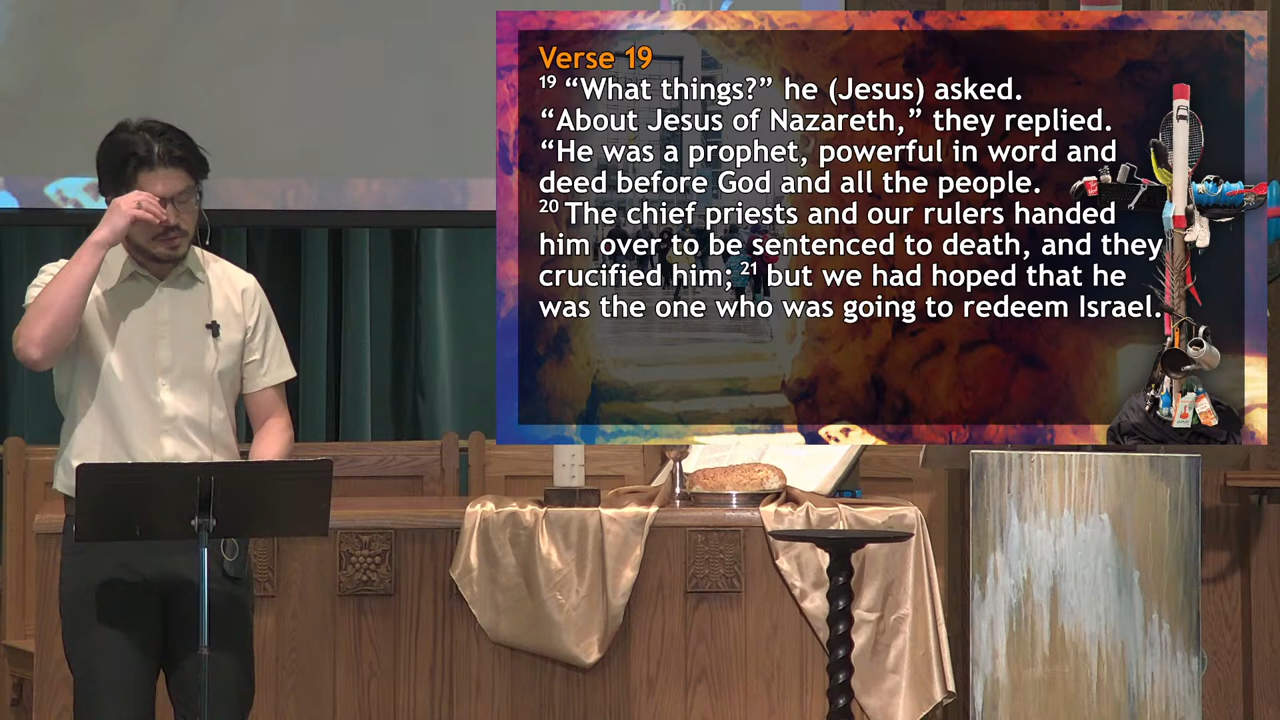 Verse 19
19 “What things?” he (Jesus) asked.
“About Jesus of Nazareth,” they replied.
“He was a prophet, powerful in word and
deed before God and all the people.
20 The chief priests and our rulers handed
him over to be sentenced to death, and they
crucified him; 21 but we had hoped that he
was the one who was going to redeem Israel.